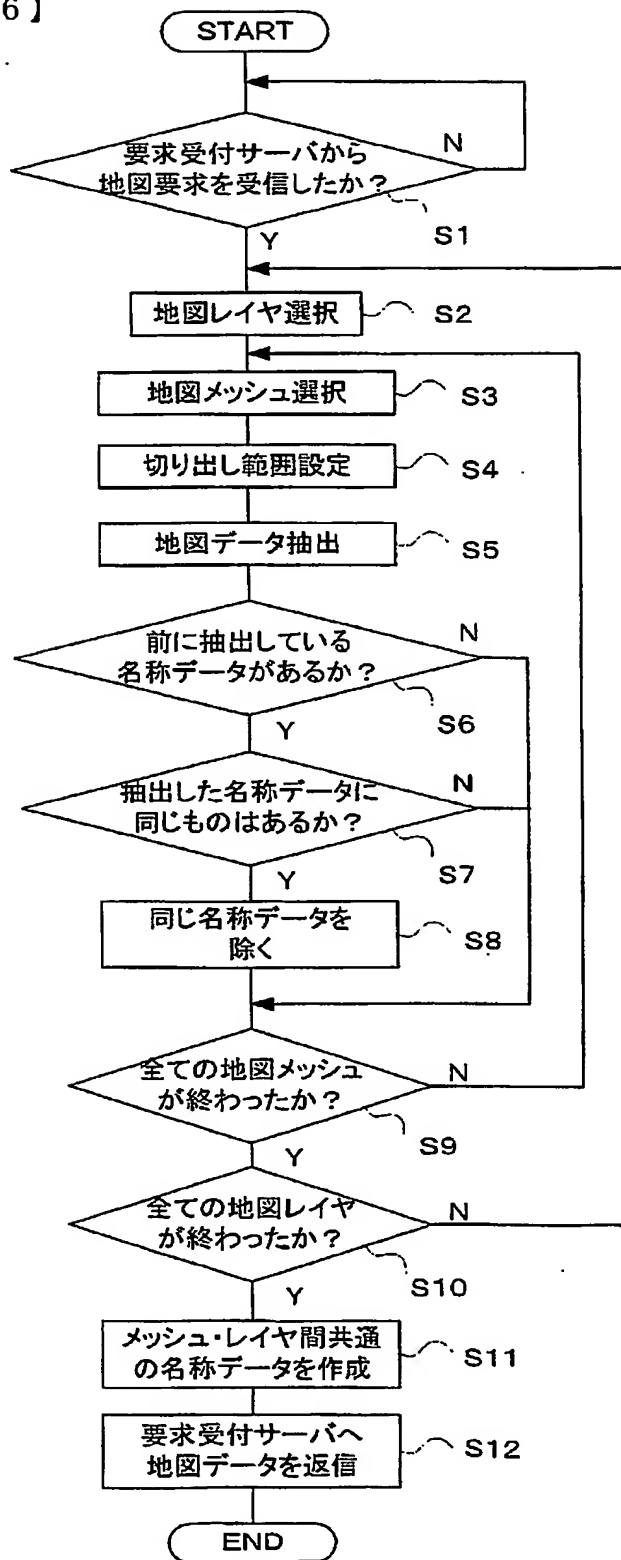 6】
START
要求受付サーバから
地図要求を受信したか?
N
S1
Y
地図レイヤ選択
S2
地図メッシュ選択
S3
切り出し範囲設定
S4
地図データ抽出
S5
前に抽出している
名称データがあるか?
N
S6
Y
抽出した名称データに
同じものはあるか?
N
S7
Y
同じ名称データを
除く
S8
全ての地図メッシュ
が終わったか?
N
S9
Y
全ての地図レイヤ
が終わったか?
N
S10
Y
メッシュ・レイヤ間共通
の名称データを作成
S11
要求受付サーバへ
地図データを返信
S12
END